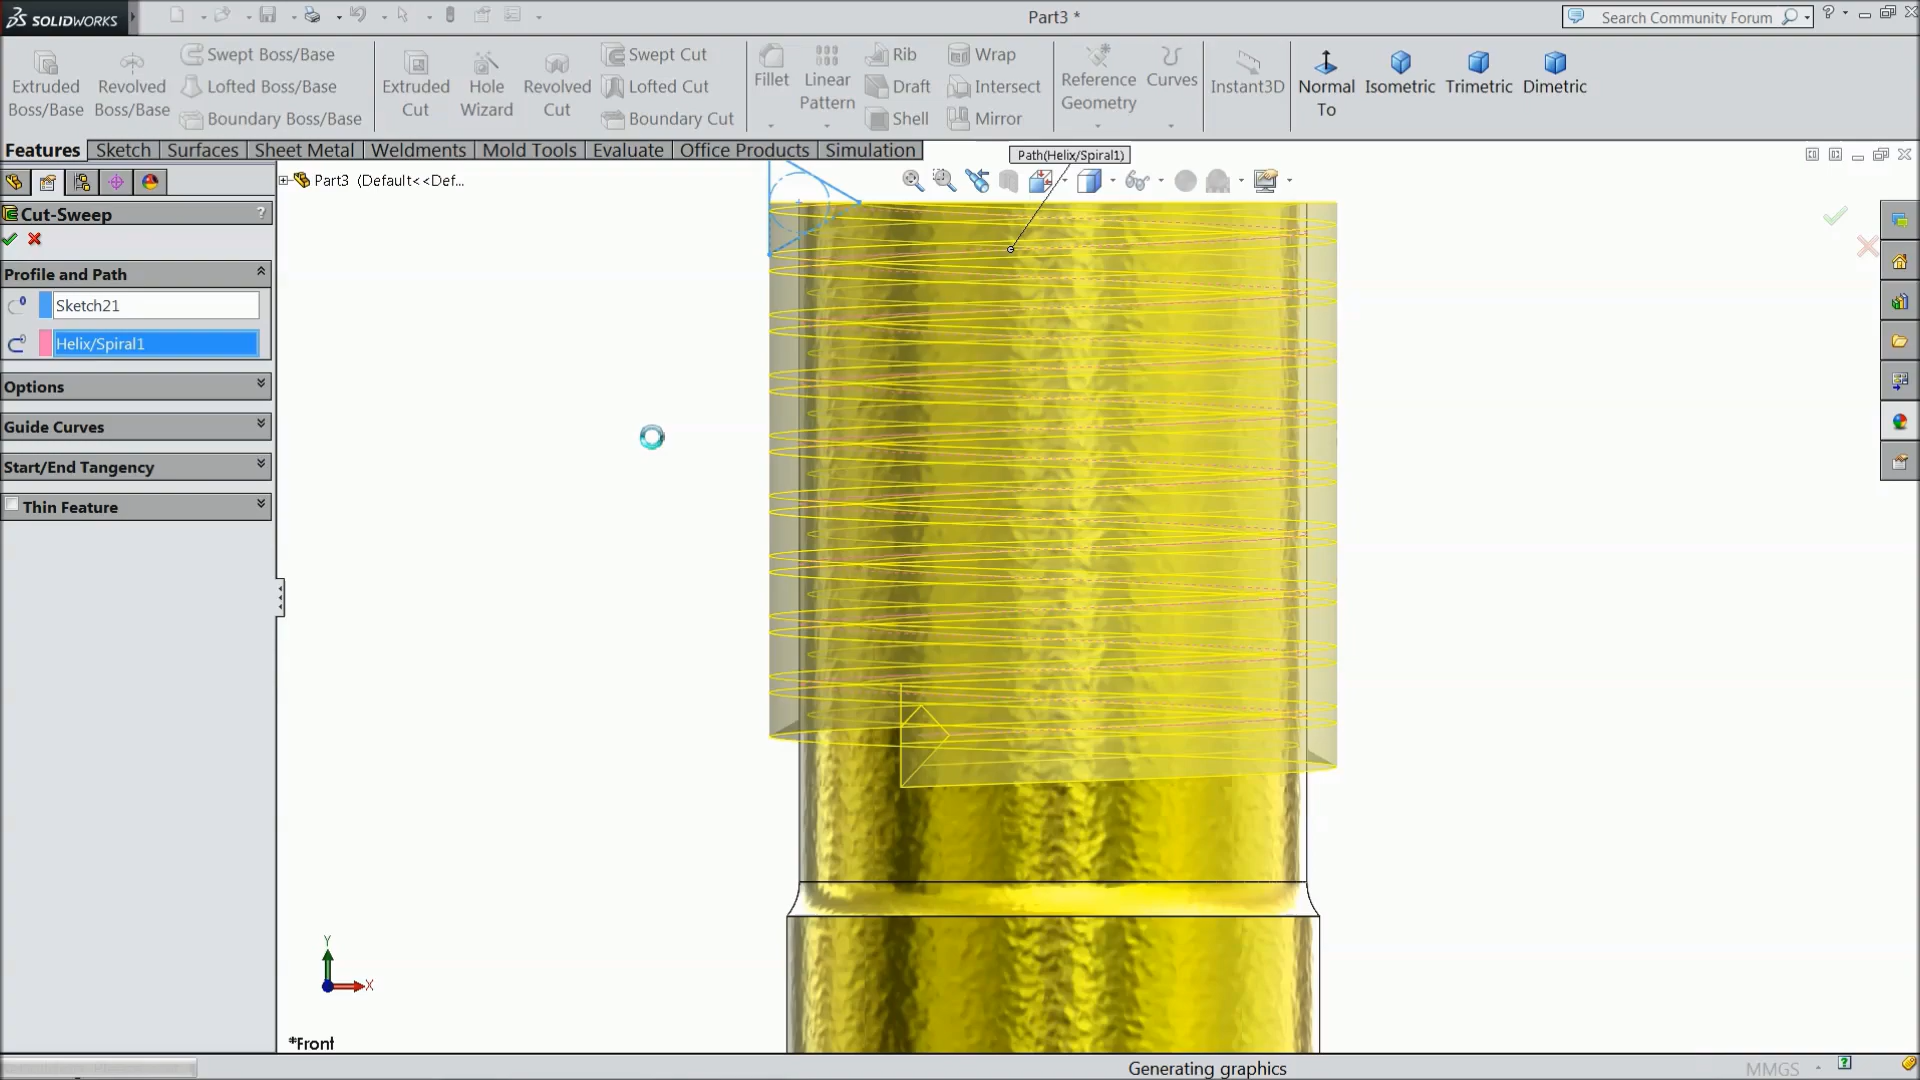 SOLIDWORKS
Part3 *
Search Community Forum
Extruded Boss/Base
Revolved Boss/Base
Swept Boss/Base
Lofted Boss/Base
Boundary Boss/Base
Extruded Cut
Hole Wizard
Revolved Cut
Swept Cut
Lofted Cut
Boundary Cut
Fillet
Linear Pattern
Rib
Draft
Shell
Wrap
Intersect
Mirror
Reference Geometry
Curves
Instant3D
Normal To
Isometric
Trimetric
Dimetric
Features Sketch Surfaces Sheet Metal Weldments Mold Tools Evaluate Office Products Simulation
Path(Helix/Spiral1)
Part3 (Default<<Def...
Cut-Sweep ?
Profile and Path
Sketch21
Helix/Spiral1
Options
Guide Curves
Start/End Tangency
Thin Feature
Y
X
*Front
Generating graphics
MMGS